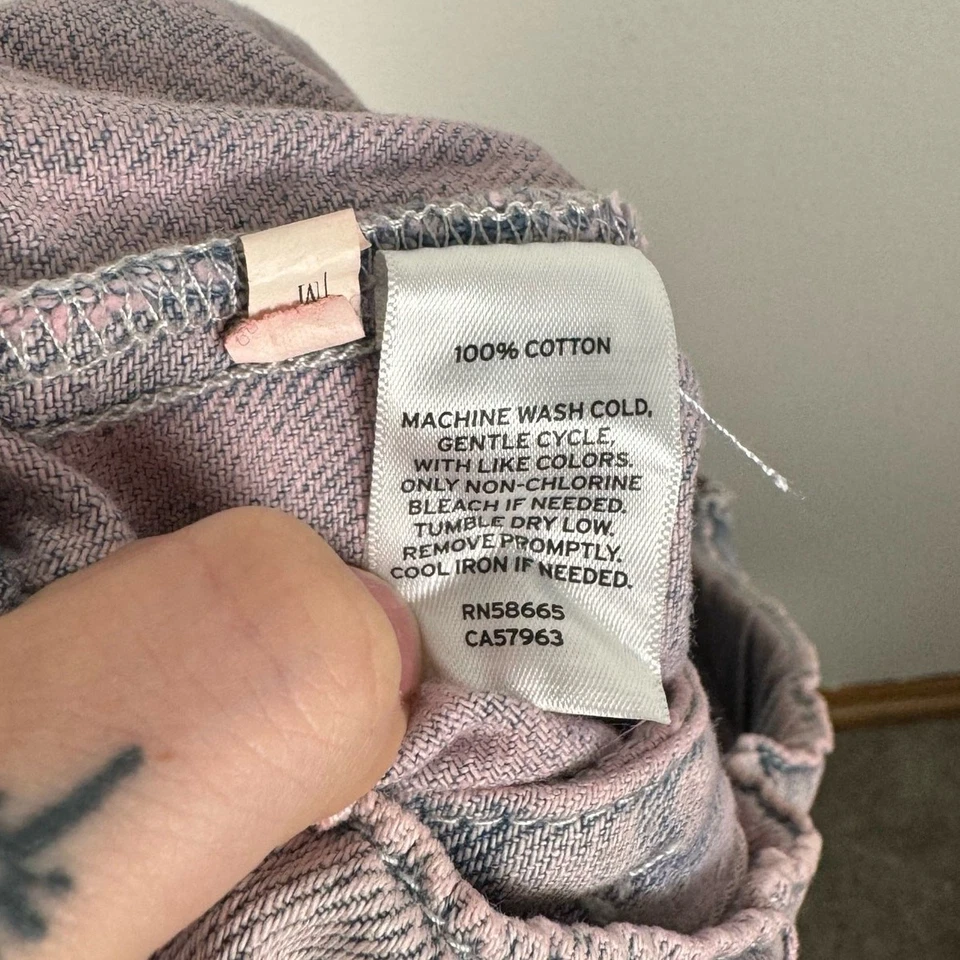 100% COTTON
MACHINE WASH COLD,
GENTLE CYCLE,
WITH LIKE COLORS.
ONLY NON-CHLORINE
BLEACH IF NEEDED.
TUMBLE DRY LOW.
REMOVE PROMPTLY.
COOL IRON IF NEEDED.
RN58665
CA57963